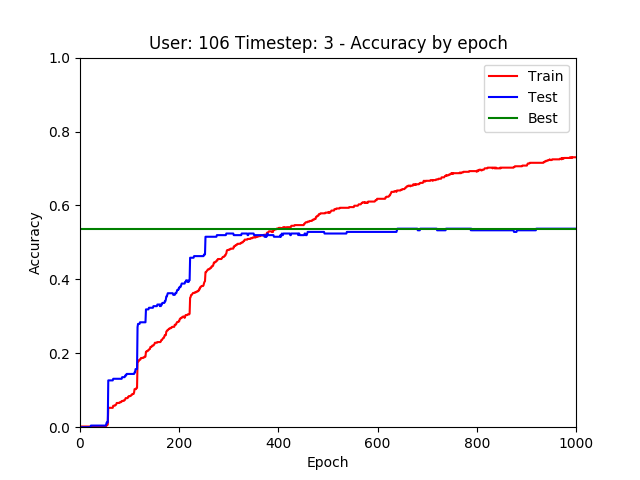 User: 106 Timestep: 3 - Accuracy by epoch
1.0
0.8
0.6
0.4
0.2
0.0
Accuracy
Train
Test
Best
0 200 400 600 800 1000
Epoch